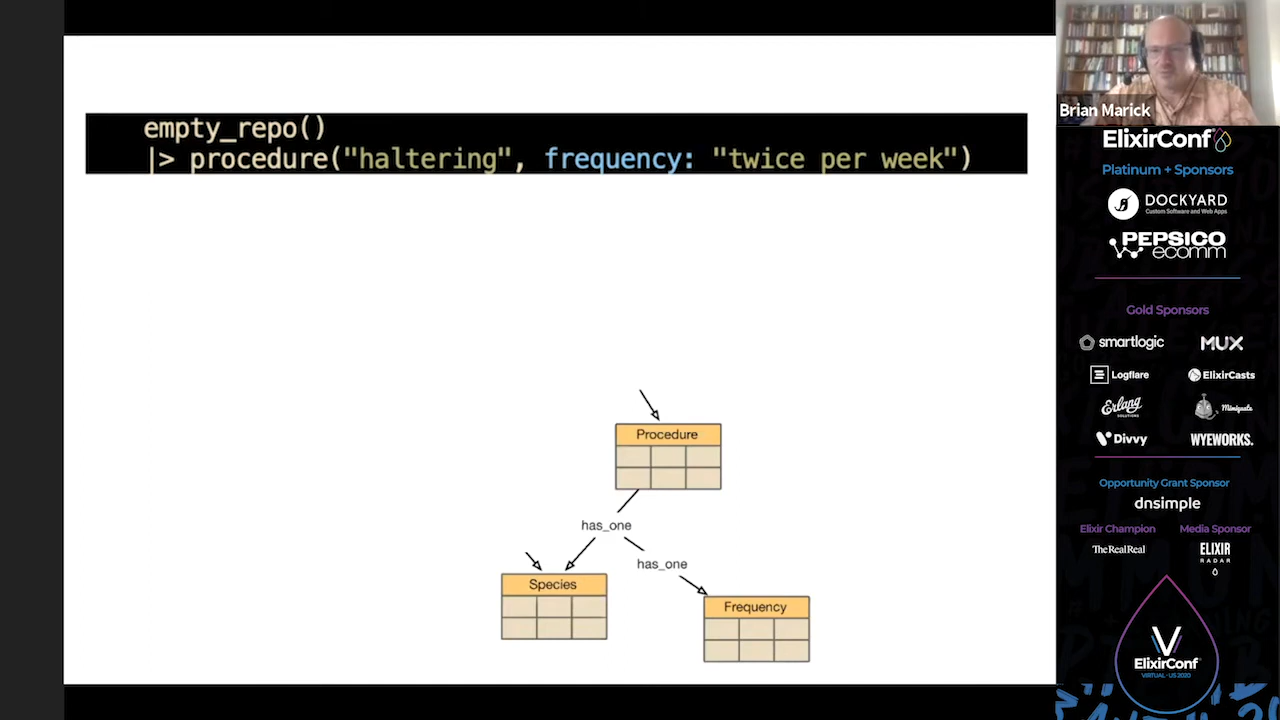 empty_repo()
|> procedure("haltering", frequency: "twice per week")
Procedure
has_one
has_one
Species
Frequency
Brian Marick
ElixirConf
Platinum + Sponsors
DOCKYARD
Custom Software and Web Apps
PEPSICO
ecomm
Gold Sponsors
smartlogic
MUX
Logflare
ElixirCasts
Erlang
SOLUTIONS
Miniquats
Divvy
WYEWORKS.
Opportunity Grant Sponsor
dnsimple
Elixir Champion
Media Sponsor
The RealReal
ELIXIR
RADAR
V
ElixirConf
VIRTUAL · US 2020